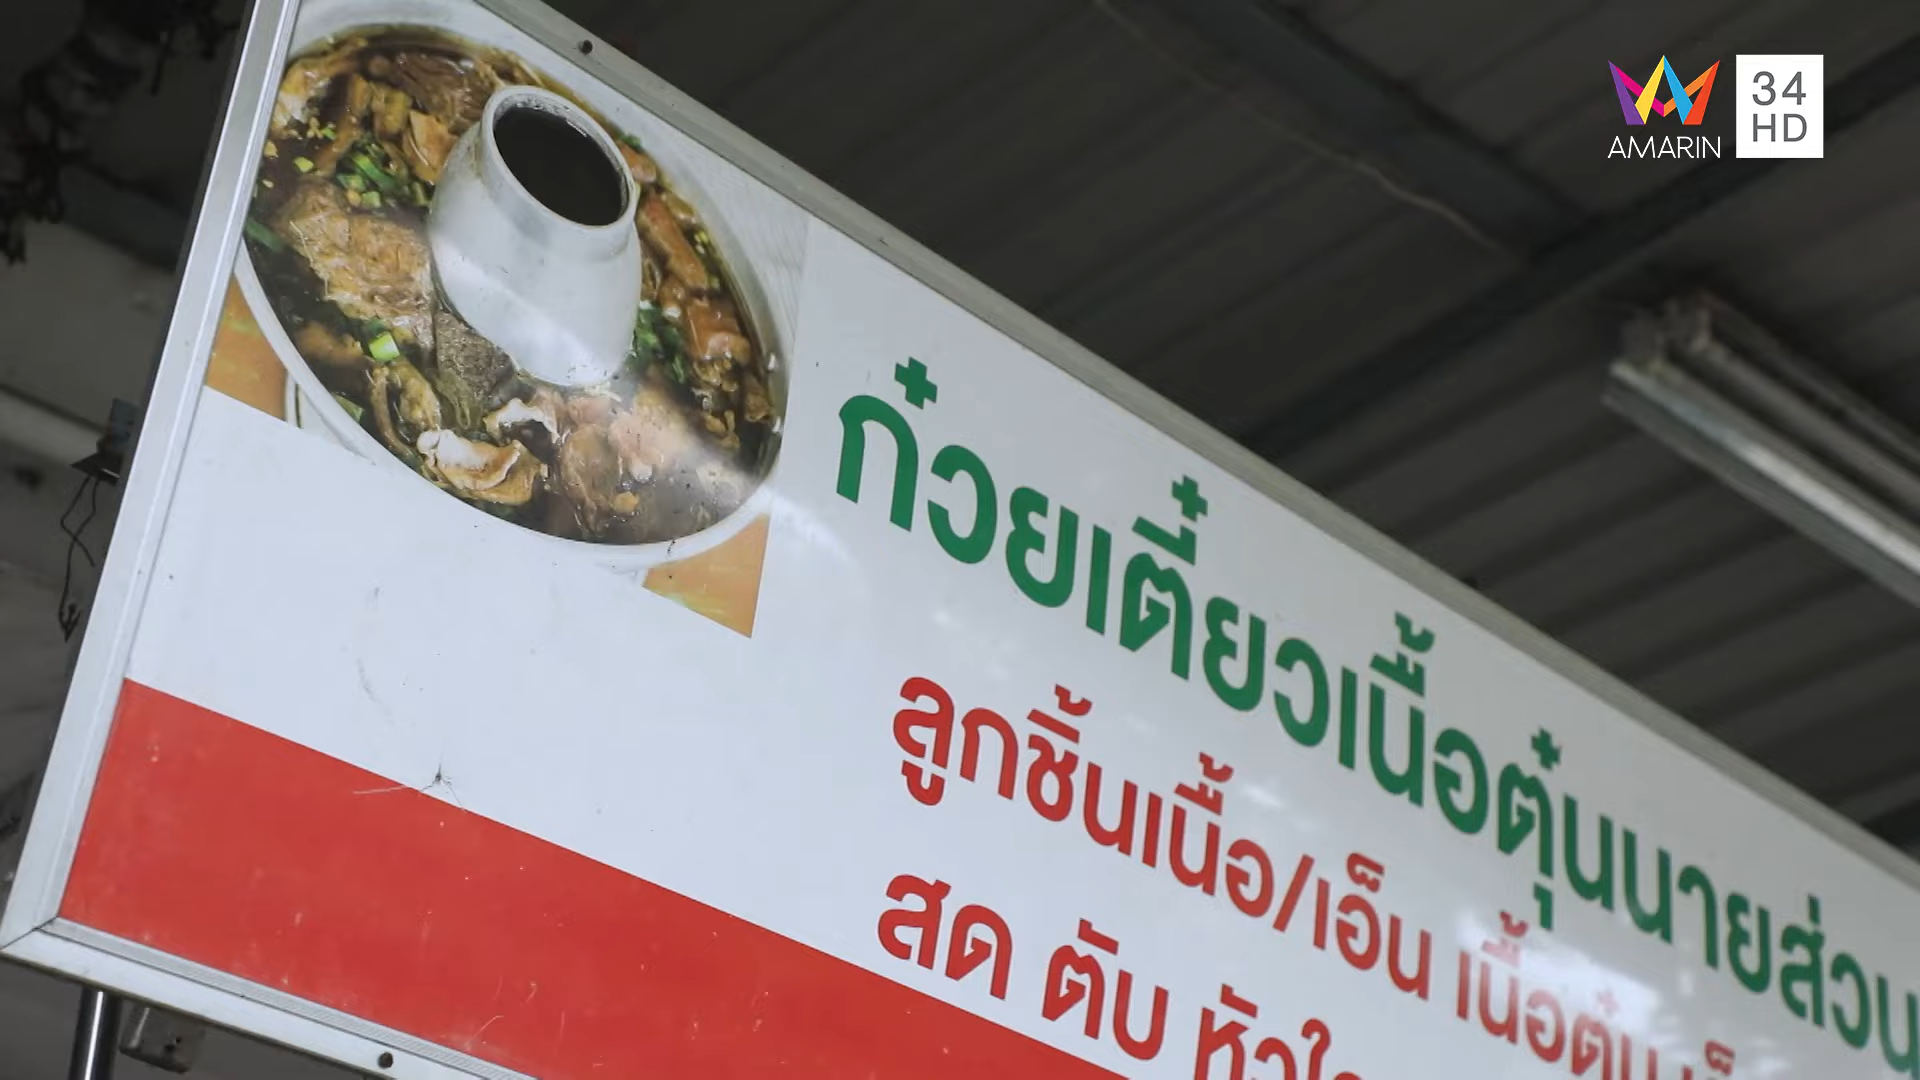 AMARIN
34
HD
ก๋วยเตี๋ยวเนื้อตุ๋นนายส่วน
ลูกชิ้นเนื้อ/เอ็น เนื้อตุ๋น
สด ตับ หัวใ